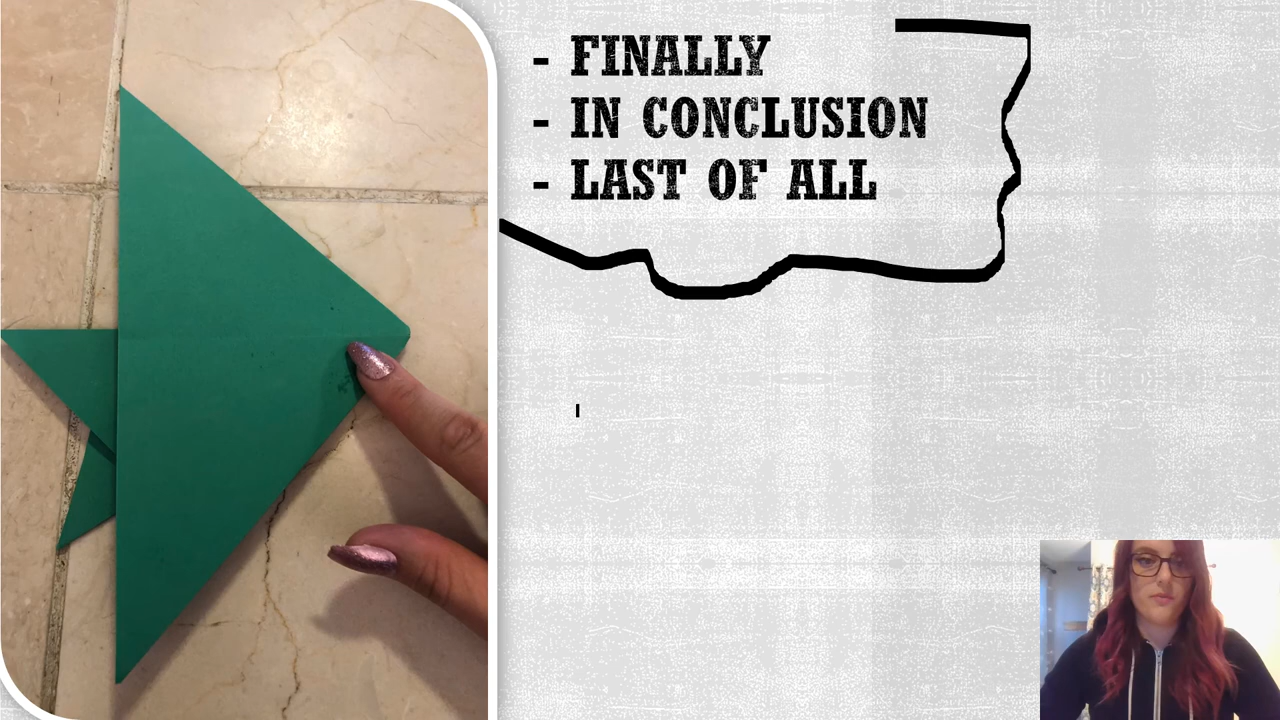 - FINALLY
- IN CONCLUSION
- LAST OF ALL